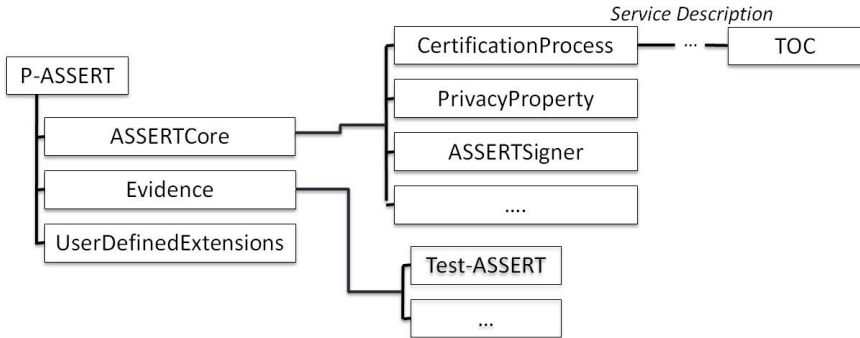 Service Description
CertificationProcess
...
TOC
P-ASSERT
PrivacyProperty
ASSERTCore
ASSERTSigner
Evidence
....
UserDefinedExtensions
Test-ASSERT
...